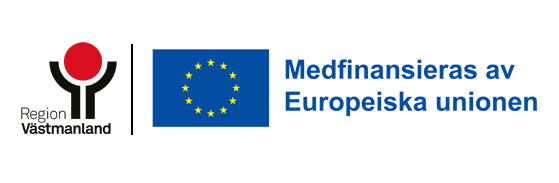 Region
Västmanland
Medfinansieras av
Europeiska unionen